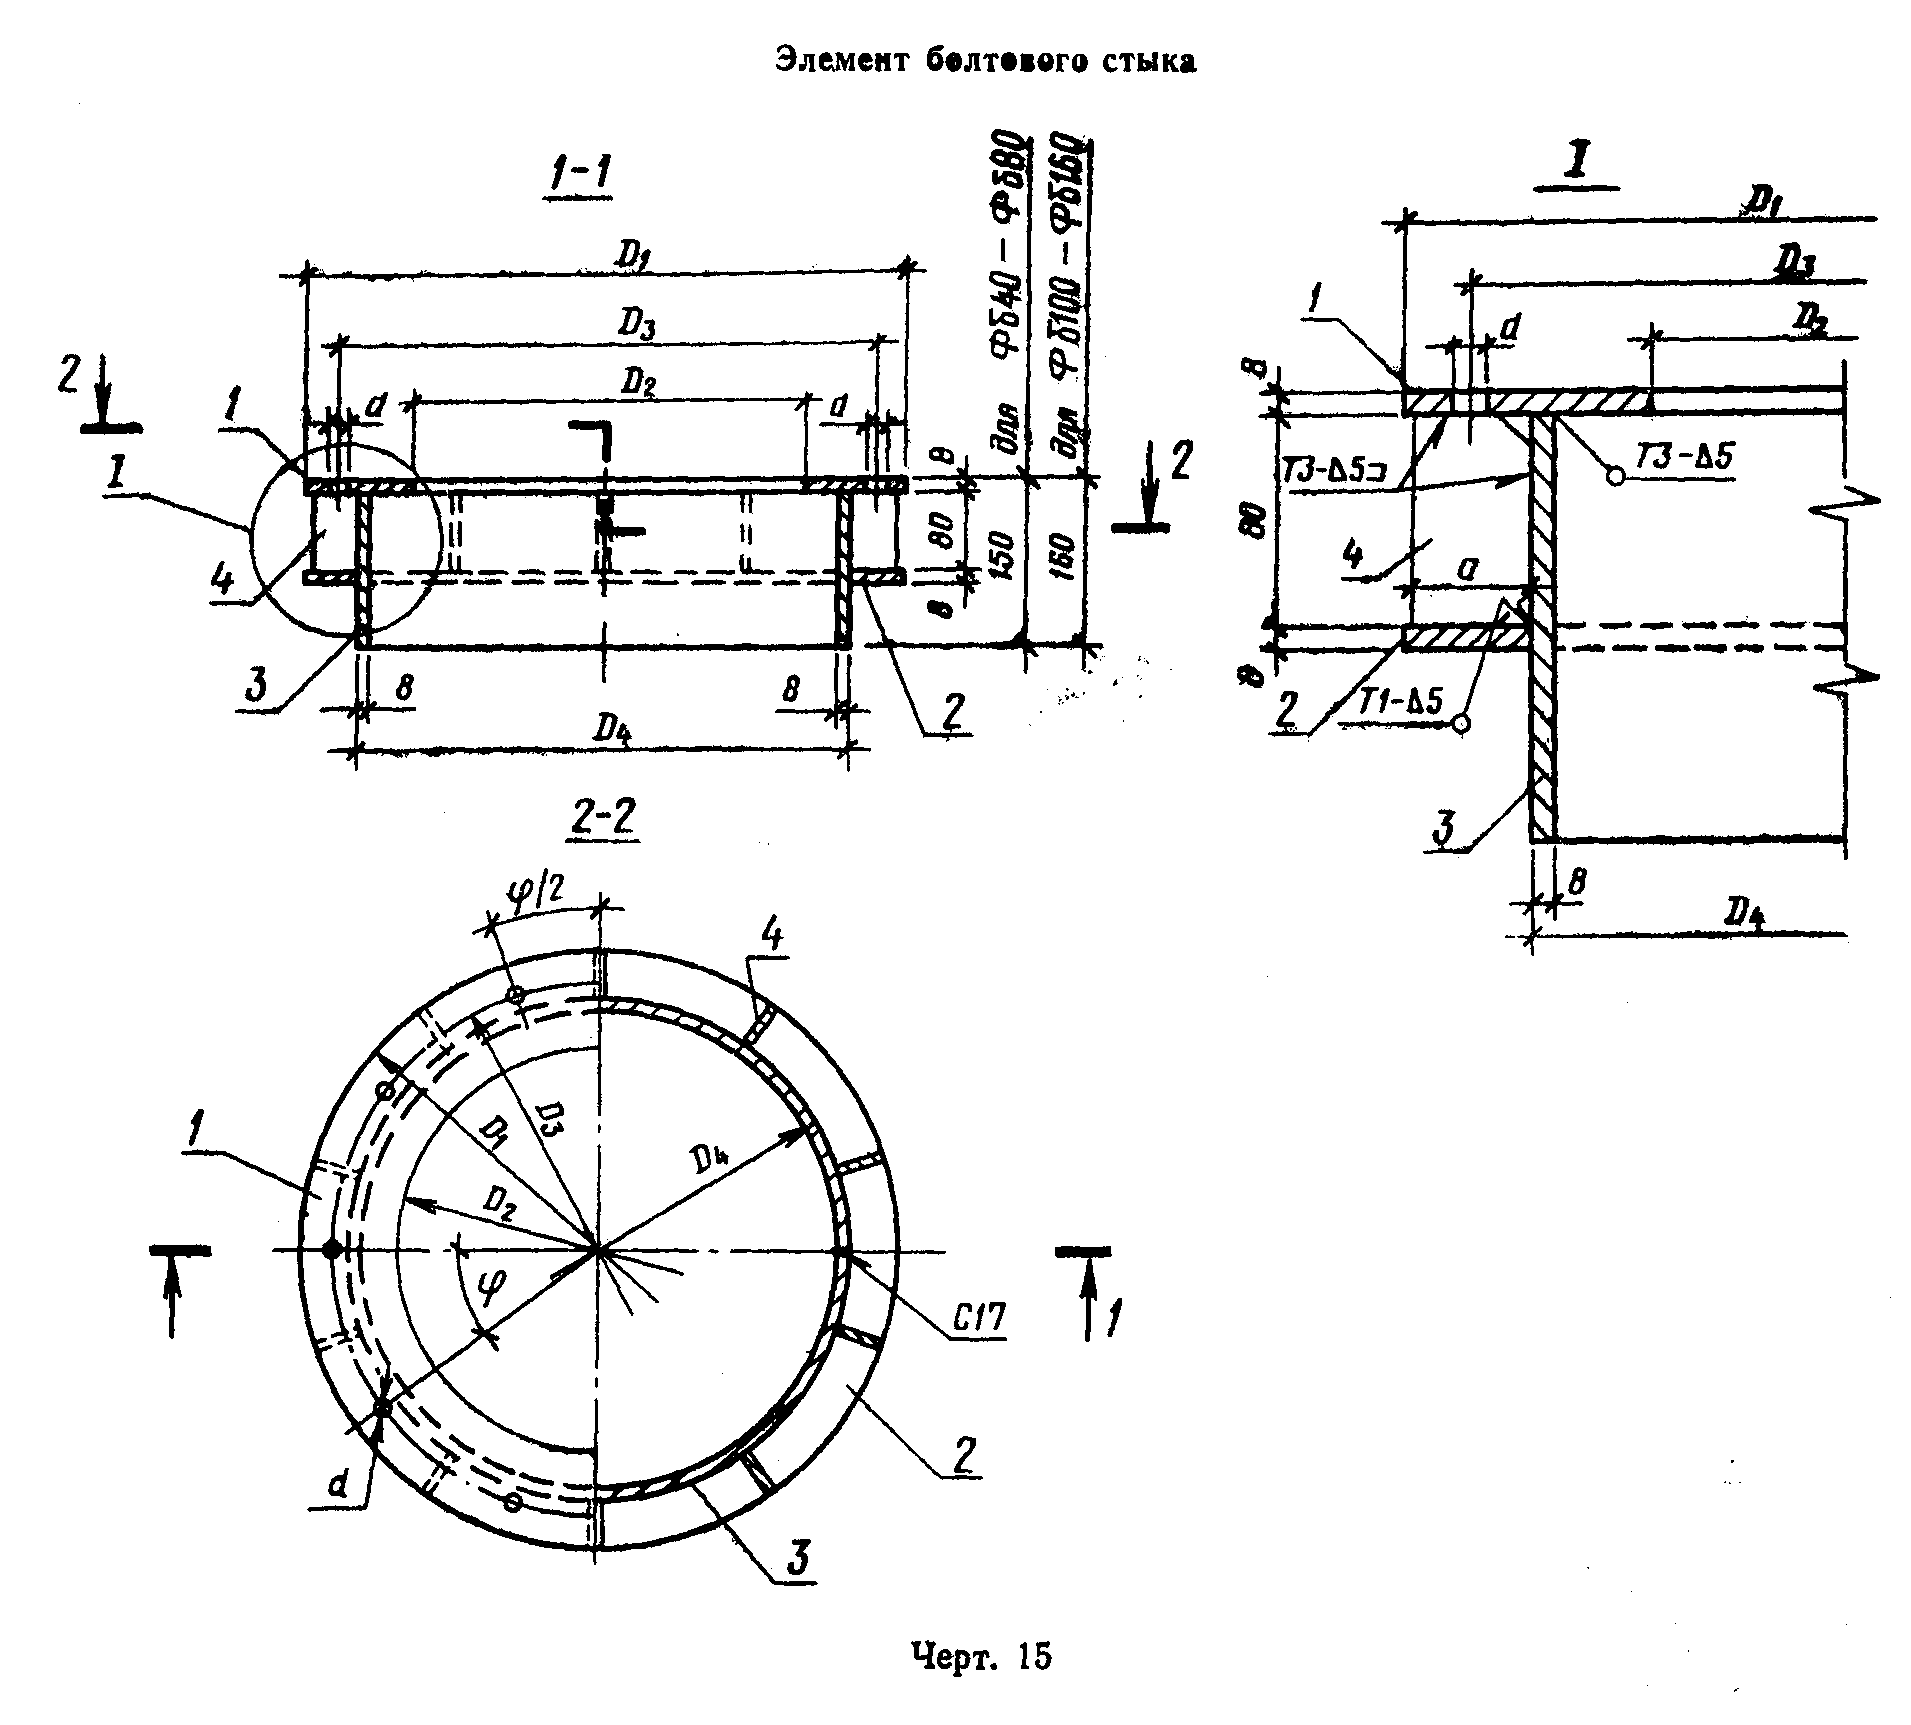 Элемент болтового стыка
1-1
D1
D3
D2
d
d
2
1
I
4
3
8
8
D4
2
8
80
8
150
для Фб40 – Фб80
160
для Фб100 – Фб160
2
I
D1
D3
D2
d
1
8
80
8
Т3-Δ5
Т3-Δ5
4
a
2
Т1-Δ5
3
8
D4
2-2
φ/2
4
1
D1
D3
D4
D2
φ
С17
1
d
2
3
Черт. 15